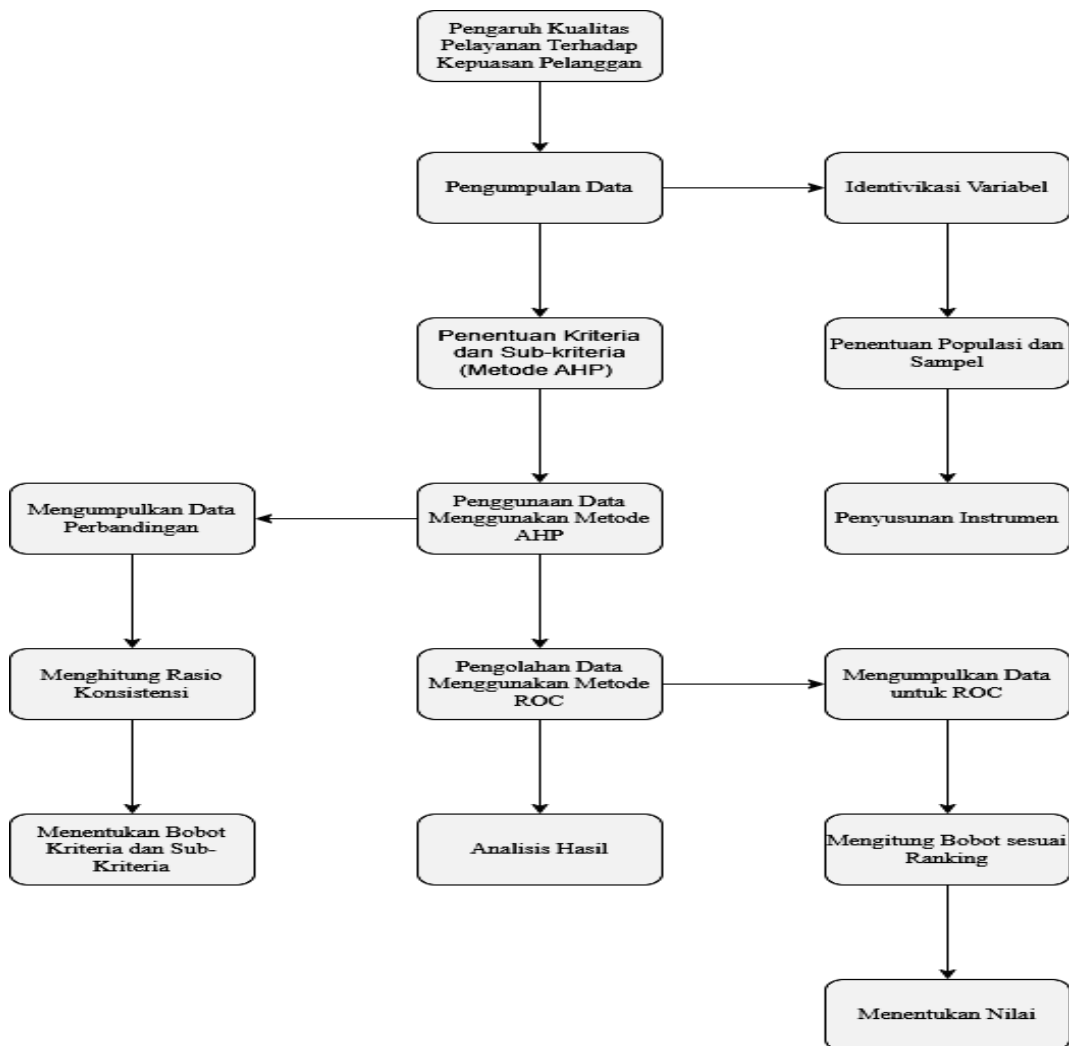 Pengaruh Kualitas
Pelayanan Terhadap
Kepuasan Pelanggan
Pengumpulan Data
Identivikasi Variabel
Penentuan Kriteria
dan Sub-kriteria
(Metode AHP)
Penentuan Populasi dan
Sampel
Mengumpulkan Data
Perbandingan
Penggunaan Data
Menggunakan Metode
AHP
Penyusunan Instrumen
Menghitung Rasio
Konsistensi
Pengolahan Data
Menggunakan Metode
ROC
Mengumpulkan Data
untuk ROC
Menentukan Bobot
Kriteria dan Sub-
Kriteria
Analisis Hasil
Mengitung Bobot sesuai
Ranking
Menentukan Nilai